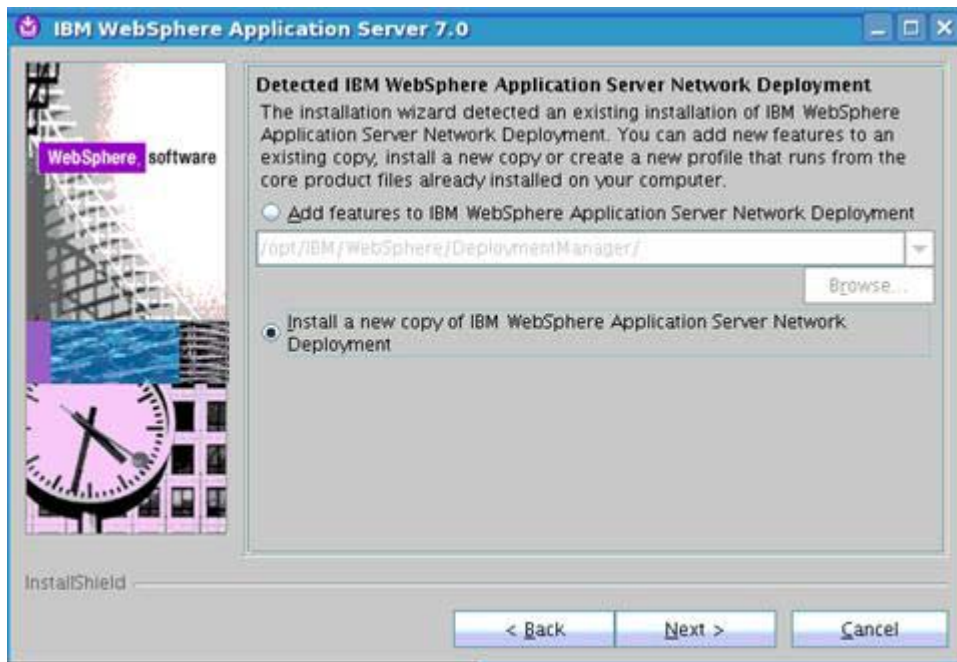 IBM WebSphere Application Server 7.0
WebSphere. software
Detected IBM WebSphere Application Server Network Deployment
The installation wizard detected an existing installation of IBM WebSphere
Application Server Network Deployment. You can add new features to an
existing copy, install a new copy or create a new profile that runs from the
core product files already installed on your computer.
Add features to IBM WebSphere Application Server Network Deployment
/opt/IBM/WebSphere/DeploymentManager/
Browse...
Install a new copy of IBM WebSphere Application Server Network
Deployment
InstallShield
< Back
Next >
Cancel